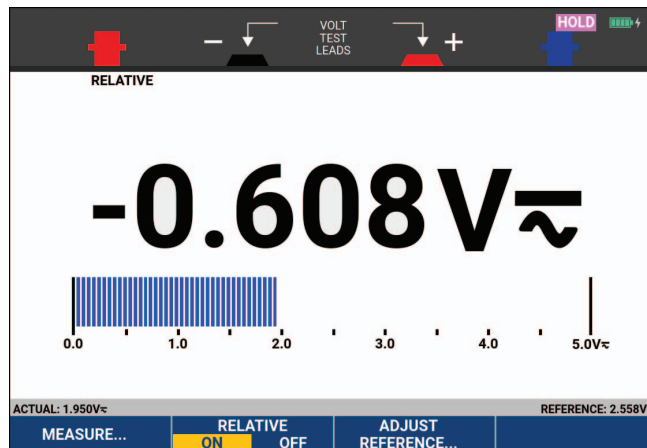 VOLT
TEST
LEADS
HOLD
− +
RELATIVE
-0.608V⏦
0.0 1.0 2.0 3.0 4.0 5.0V⏦
ACTUAL: 1.950V⏦ REFERENCE: 2.558V
MEASURE... RELATIVE ADJUST
ON OFF REFERENCE...